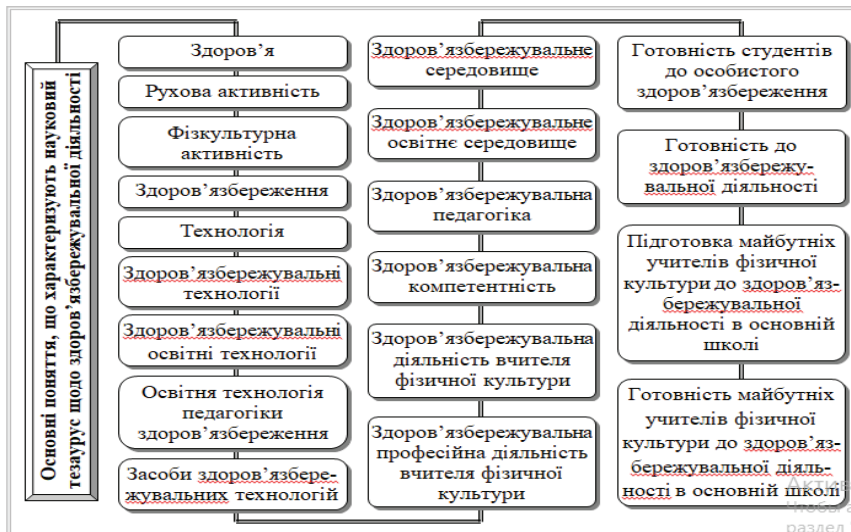 Основні поняття, що характеризують науковий
тезаурус щодо здоров’язбережувальної діяльності
Здоров’я
Рухова активність
Фізкультурна
активність
Здоров’язбереження
Технологія
Здоров’язбережувальні
технології
Здоров’язбережувальні
освітні технології
Освітня технологія
педагогіки
здоров’язбереження
Засоби здоров’язбере-
жувальних технологій
Здоров’язбережувальне
середовище
Здоров’язбережувальне
освітнє середовище
Здоров’язбережувальна
педагогіка
Здоров’язбережувальна
компетентність
Здоров’язбережувальна
діяльність вчителя
фізичної культури
Здоров’язбережувальна
професійна діяльність
вчителя фізичної
культури
Готовність студентів
до особистого
здоров’язбереження
Готовність до
здоров’язбережу-
вальної діяльності
Підготовка майбутніх
учителів фізичної
культури до здоров’яз-
бережувальної
діяльності в основній
школі
Готовність майбутніх
учителів фізичної
культури до здоров’яз-
бережувальної діяль-
ності в основній школі
раздел